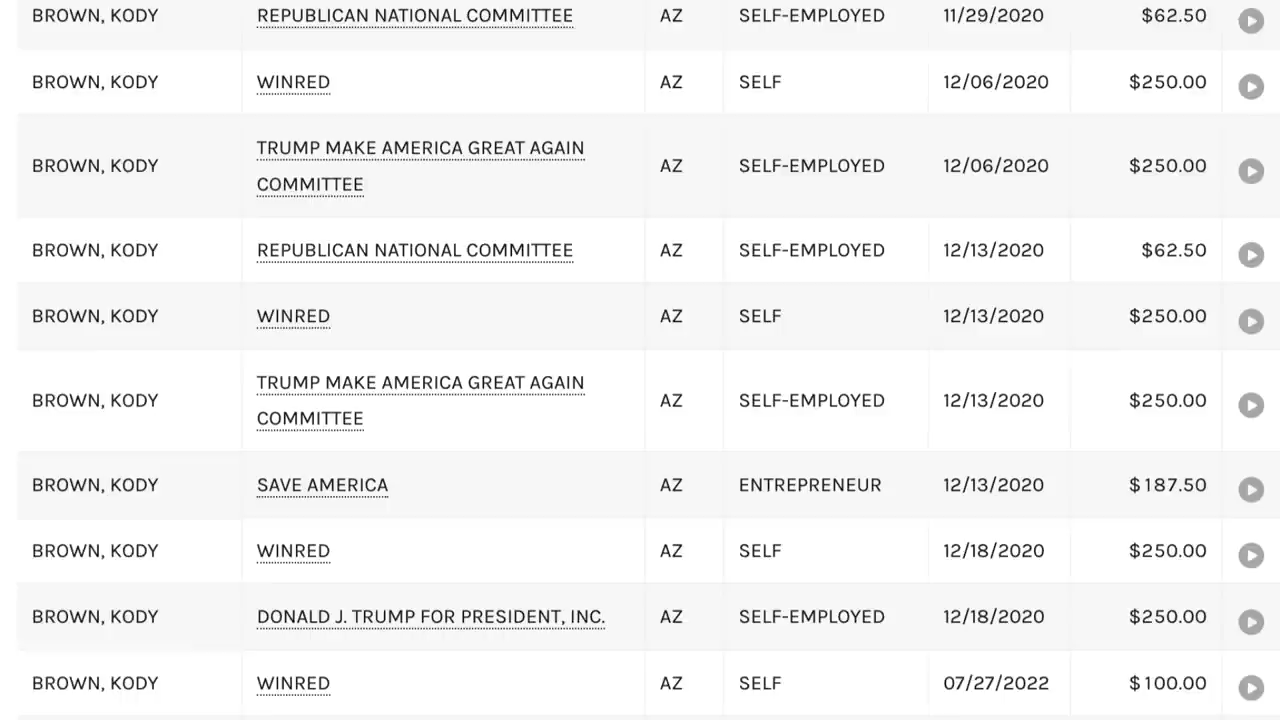 BROWN, KODY REPUBLICAN NATIONAL COMMITTEE AZ SELF-EMPLOYED 11/29/2020 $62.50
BROWN, KODY WINRED AZ SELF 12/06/2020 $250.00
BROWN, KODY TRUMP MAKE AMERICA GREAT AGAIN AZ SELF-EMPLOYED 12/06/2020 $250.00
COMMITTEE
BROWN, KODY REPUBLICAN NATIONAL COMMITTEE AZ SELF-EMPLOYED 12/13/2020 $62.50
BROWN, KODY WINRED AZ SELF 12/13/2020 $250.00
BROWN, KODY TRUMP MAKE AMERICA GREAT AGAIN AZ SELF-EMPLOYED 12/13/2020 $250.00
COMMITTEE
BROWN, KODY SAVE AMERICA AZ ENTREPRENEUR 12/13/2020 $187.50
BROWN, KODY WINRED AZ SELF 12/18/2020 $250.00
BROWN, KODY DONALD J. TRUMP FOR PRESIDENT, INC. AZ SELF-EMPLOYED 12/18/2020 $250.00
BROWN, KODY WINRED AZ SELF 07/27/2022 $100.00